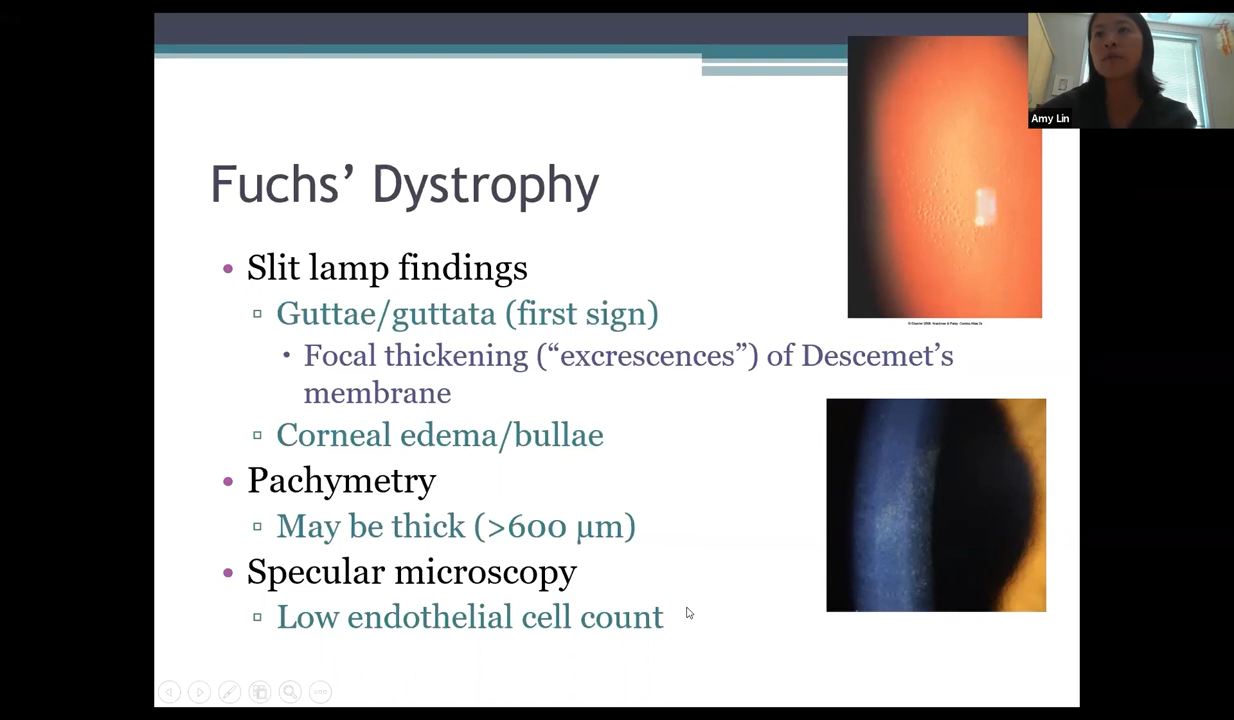 Amy Lin
Fuchs’ Dystrophy
• Slit lamp findings
▫ Guttae/guttata (first sign)
• Focal thickening (“excrescences”) of Descemet’s
membrane
▫ Corneal edema/bullae
• Pachymetry
▫ May be thick (>600 µm)
• Specular microscopy
▫ Low endothelial cell count